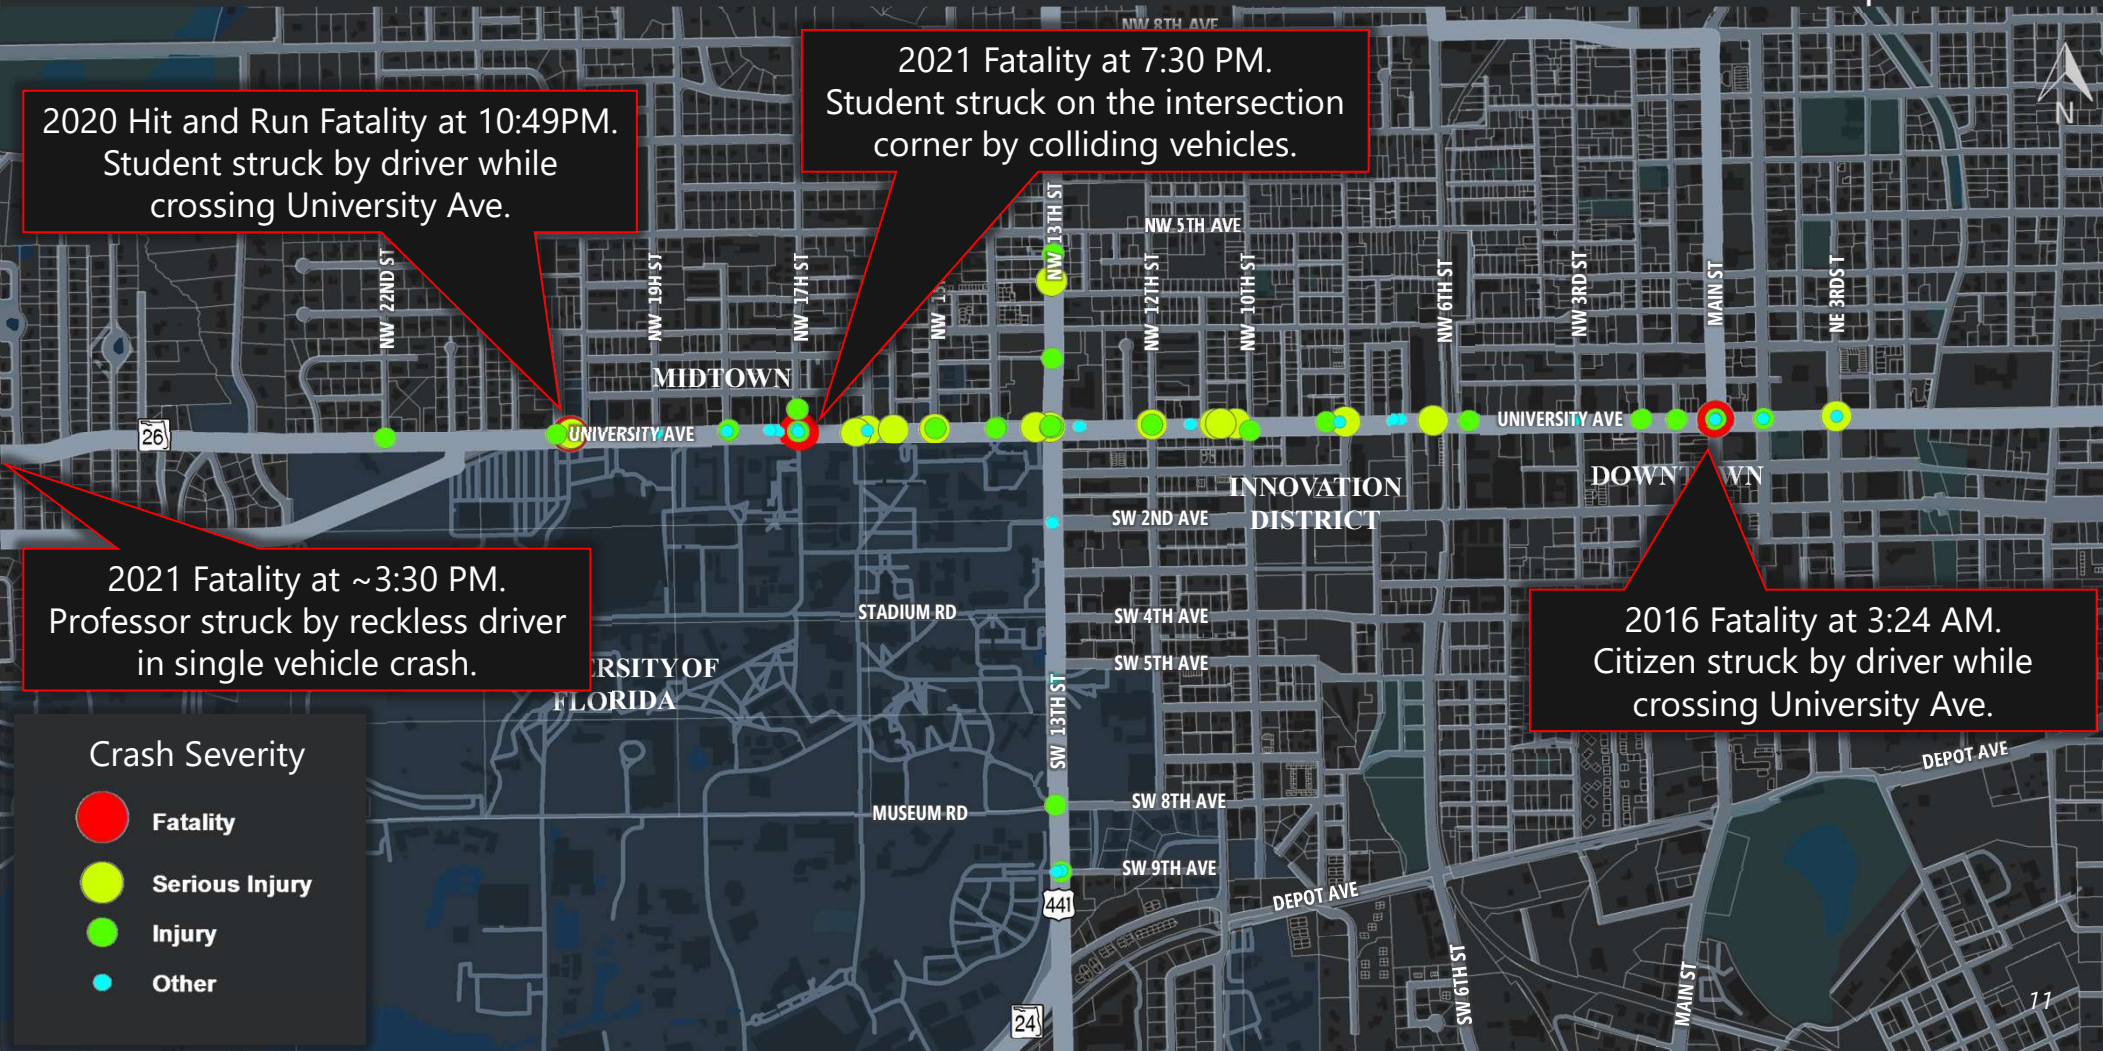 NW 8TH AVE
2021 Fatality at 7:30 PM.
Student struck on the intersection
corner by colliding vehicles.
N
2020 Hit and Run Fatality at 10:49PM.
Student struck by driver while
crossing University Ave.
NW 5TH AVE
NW 22ND ST
NW 19H ST
NW 17H ST
NW
NW 13TH ST
NW 12TH ST
NW 10TH ST
NW 6TH ST
NW 3RD ST
MAIN ST
NE 3RDS T
MIDTOWN
26
UNIVERSITY AVE
UNIVERSITY AVE
INNOVATION
DISTRICT
DOWNT WN
SW 2ND AVE
2021 Fatality at ~3:30 PM.
Professor struck by reckless driver
in single vehicle crash.
STADIUM RD
SW 4TH AVE
SW 5TH AVE
2016 Fatality at 3:24 AM.
Citizen struck by driver while
crossing University Ave.
ERSITY OF
FLORIDA
SW 13TH ST
Crash Severity
Fatality
Serious Injury
Injury
Other
DEPOT AVE
MUSEUM RD
SW 8TH AVE
SW 9TH AVE
DEPOT AVE
441
24
SW 6TH ST
MAIN ST
11